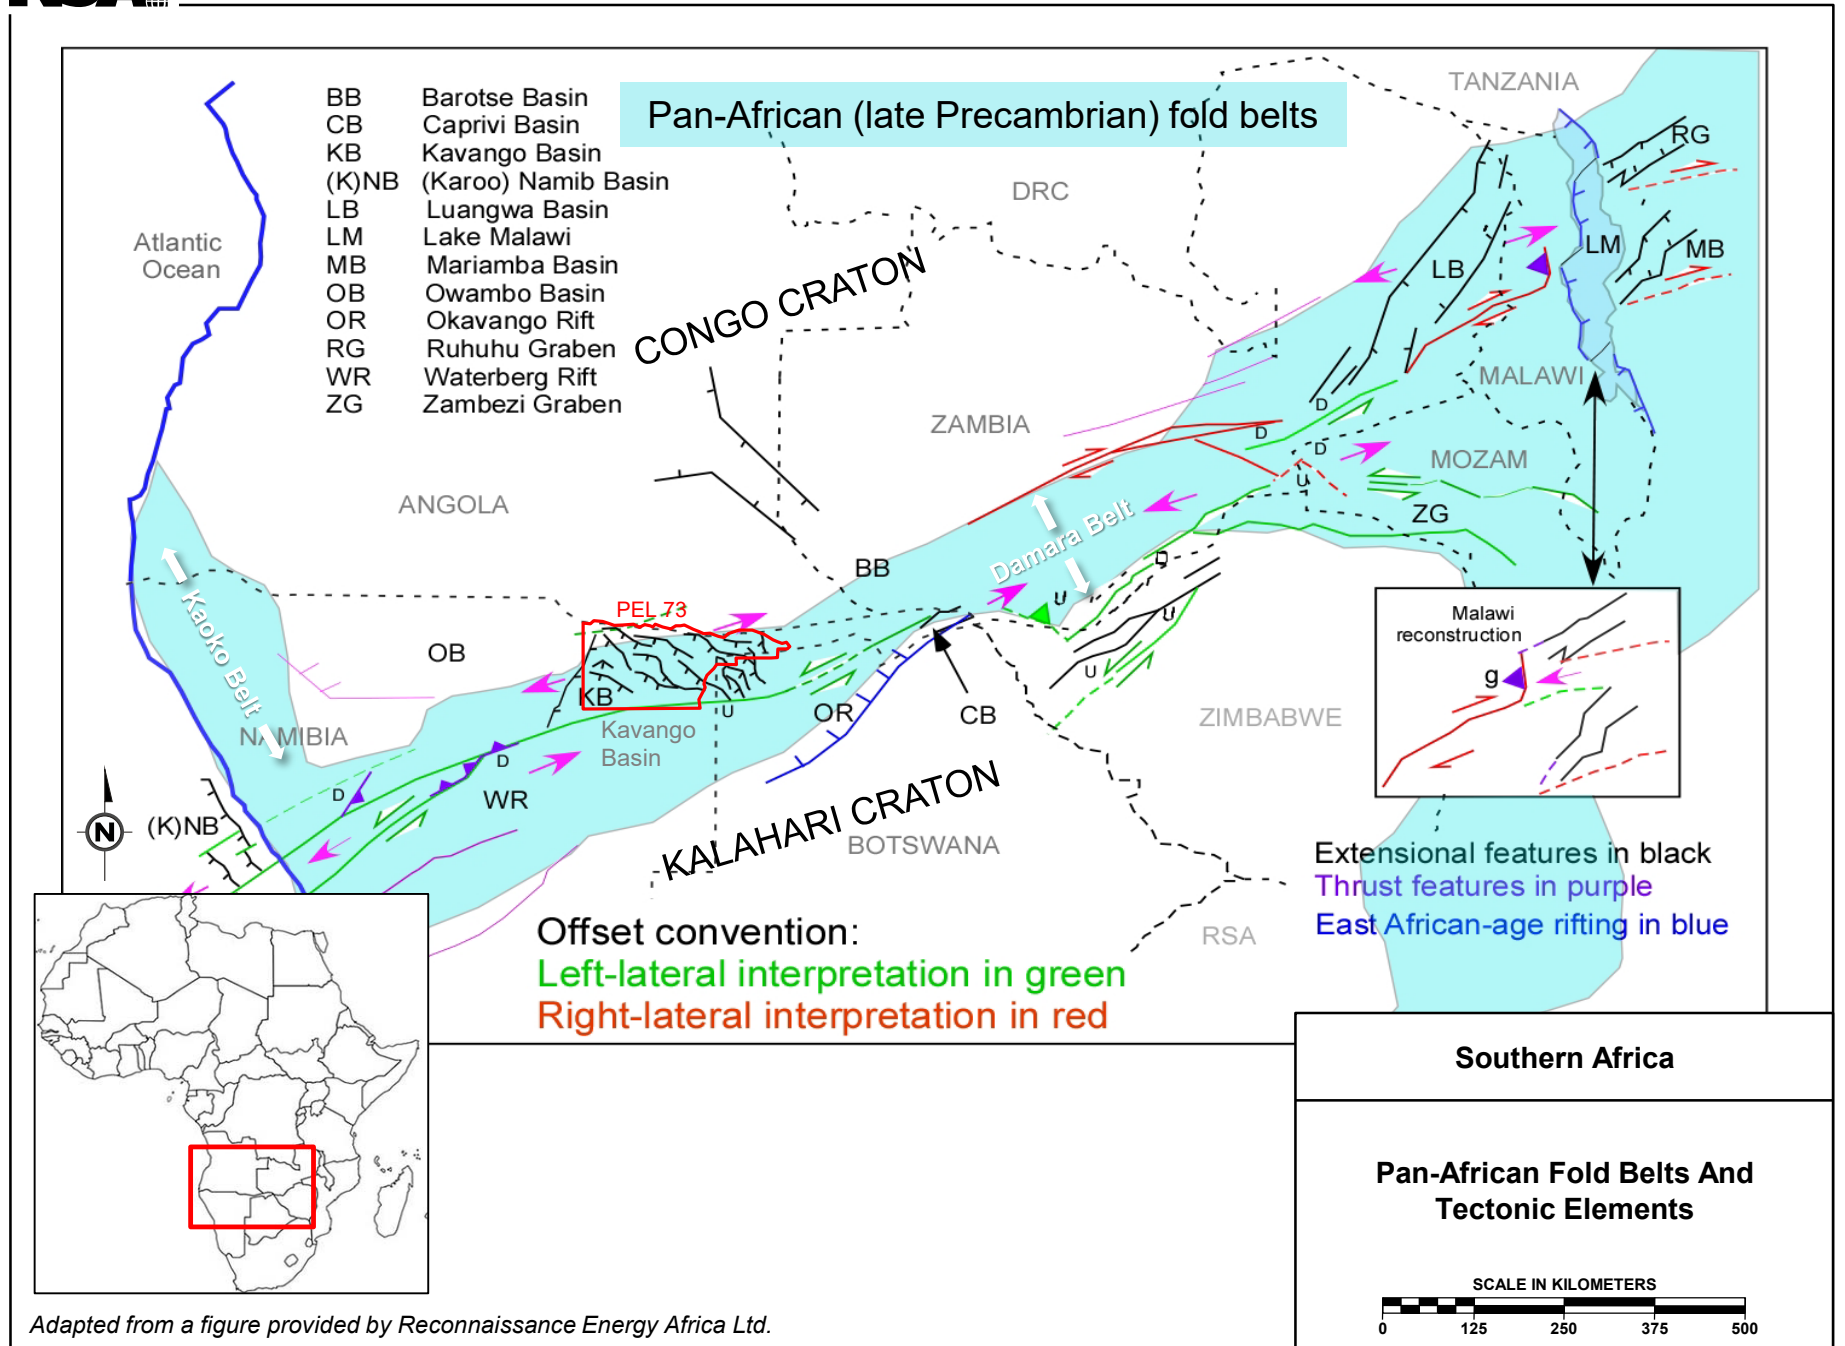 BB Barotse Basin
CB Caprivi Basin
KB Kavango Basin
(K)NB (Karoo) Namib Basin
LB Luangwa Basin
LM Lake Malawi
MB Mariamba Basin
OB Owambo Basin
OR Okavango Rift
RG Ruhuhu Graben
WR Waterberg Rift
ZG Zambezi Graben
Pan-African (late Precambrian) fold belts
TANZANIA
RG
DRC
Atlantic
Ocean
LM
MB
LB
CONGO CRATON
MALAWI
D
ZAMBIA
D
D
MOZAM
U
ANGOLA
ZG
Damara Belt
BB
D
U
U
Kaoko Belt
PEL 73
OB
KB
U
U
OR
CB
ZIMBABWE
Kavango
Basin
NAMIBIA
D
D
WR
(K)NB
N
KALAHARI CRATON
BOTSWANA
RSA
Malawi
reconstruction
g
Extensional features in black
Thrust features in purple
East African-age rifting in blue
Offset convention:
Left-lateral interpretation in green
Right-lateral interpretation in red
Southern Africa
Pan-African Fold Belts And
Tectonic Elements
SCALE IN KILOMETERS
0 125 250 375 500
Adapted from a figure provided by Reconnaissance Energy Africa Ltd.